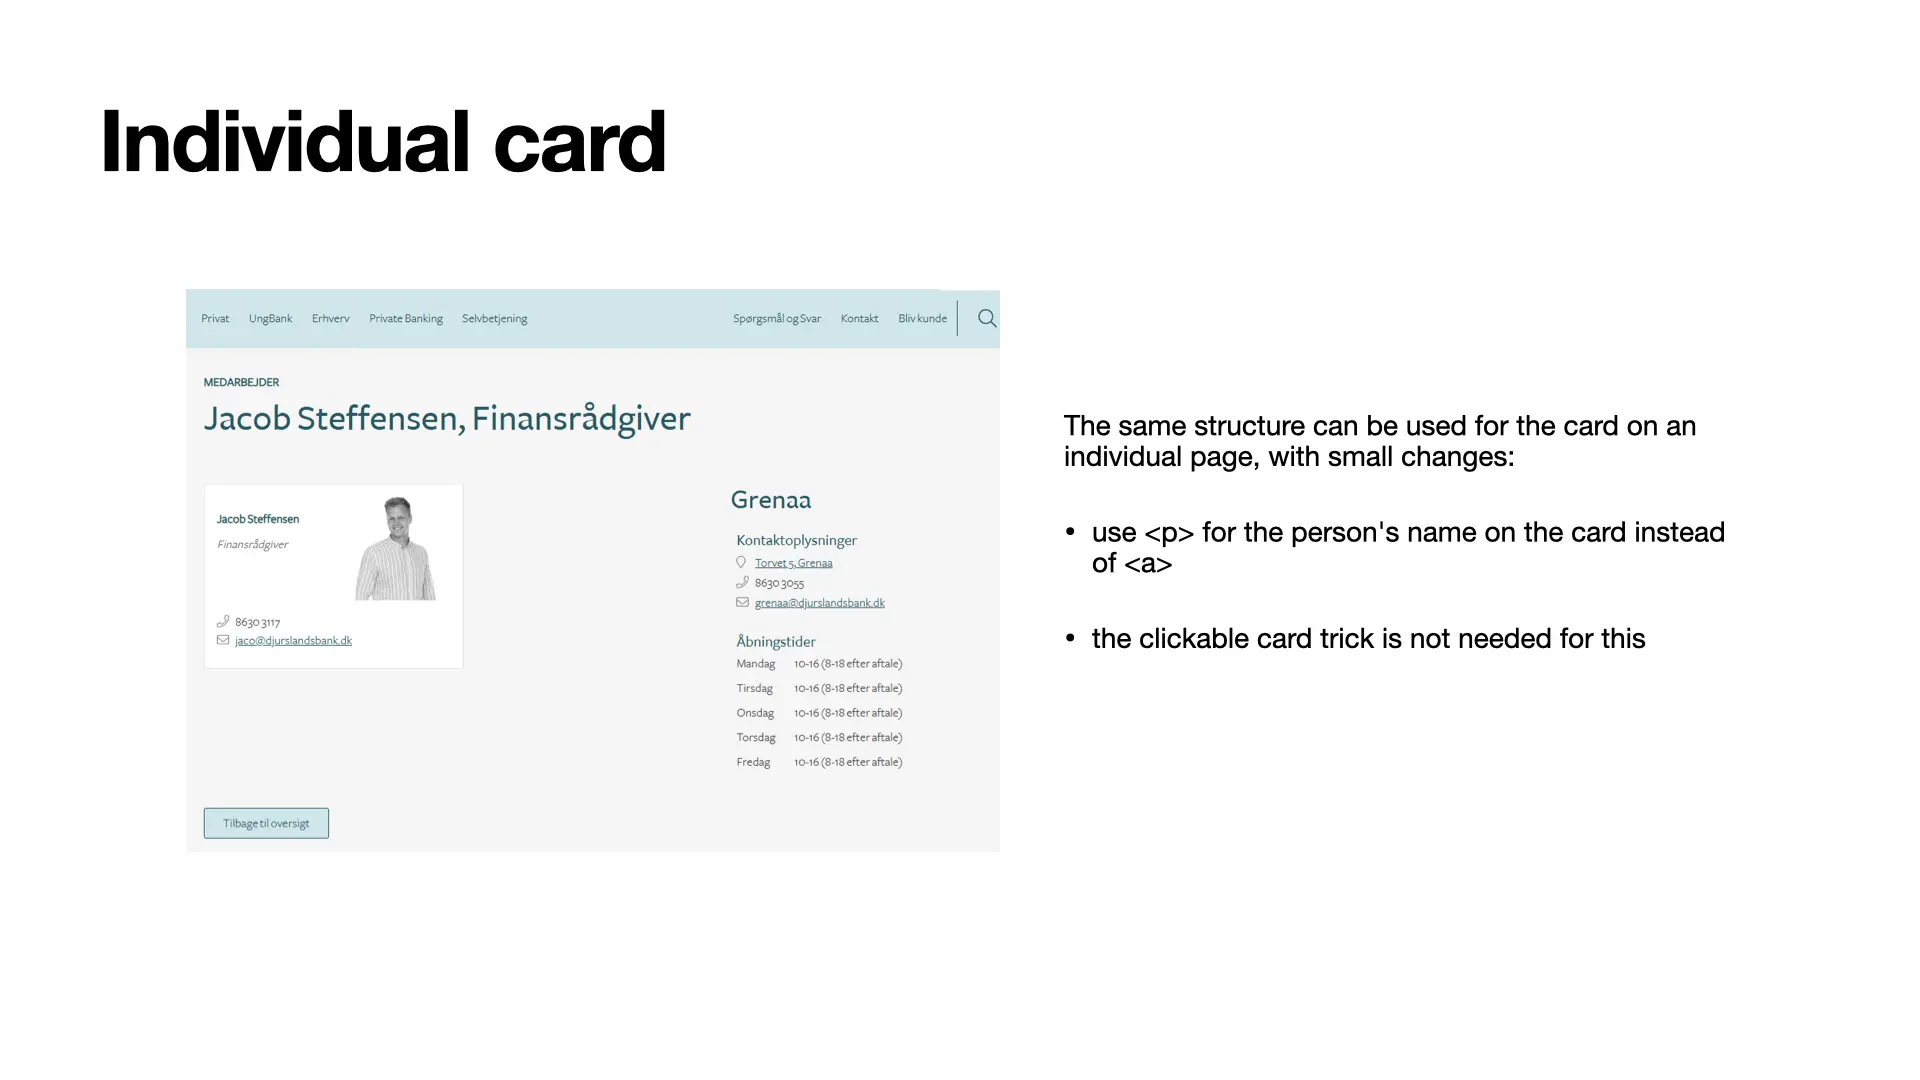 Individual card
Privat UngBank Erhverv Private Banking Selvbetjening Spørgsmål og Svar Kontakt Bliv kunde
MEDARBEJDER
Jacob Steffensen, Finansrådgiver
Jacob Steffensen
Finansrådgiver
8630 3117
jaco@djurslandsbank.dk
Grenaa
Kontaktoplysninger
Torvet 5, Grenaa
8630 3055
grenaa@djurslandsbank.dk
Åbningstider
Mandag 10-16 (8-18 efter aftale)
Tirsdag 10-16 (8-18 efter aftale)
Onsdag 10-16 (8-18 efter aftale)
Torsdag 10-16 (8-18 efter aftale)
Fredag 10-16 (8-18 efter aftale)
Tilbage til oversigt
The same structure can be used for the card on an
individual page, with small changes:
• use <p> for the person's name on the card instead
of <a>
• the clickable card trick is not needed for this